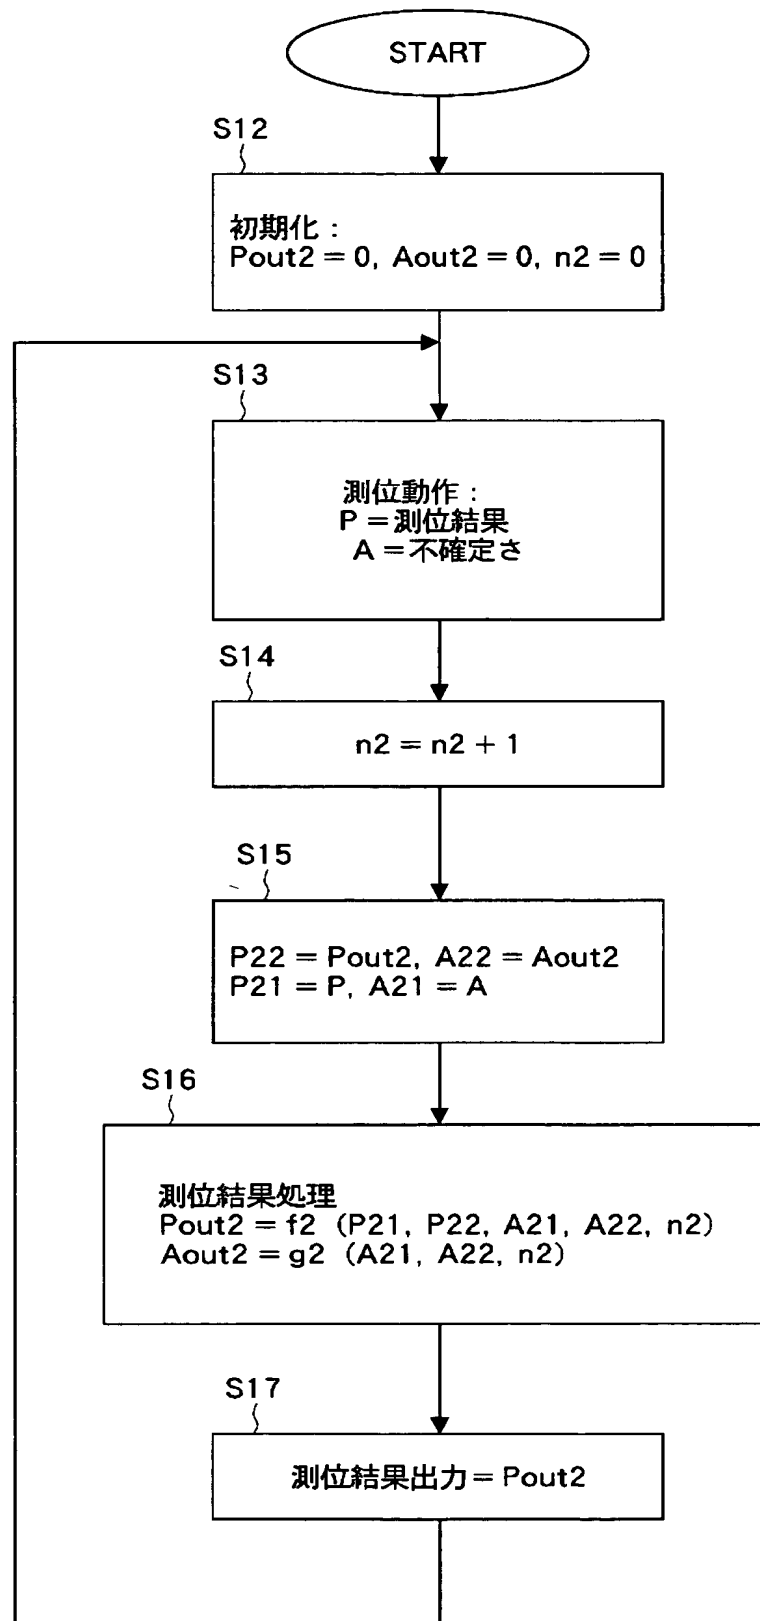 START
S12
初期化：
Pout2 = 0, Aout2 = 0, n2 = 0
S13
測位動作：
P = 測位結果
A = 不確定さ
S14
n2 = n2 + 1
S15
P22 = Pout2, A22 = Aout2
P21 = P, A21 = A
S16
測位結果処理
Pout2 = f2 (P21, P22, A21, A22, n2)
Aout2 = g2 (A21, A22, n2)
S17
測位結果出力 = Pout2